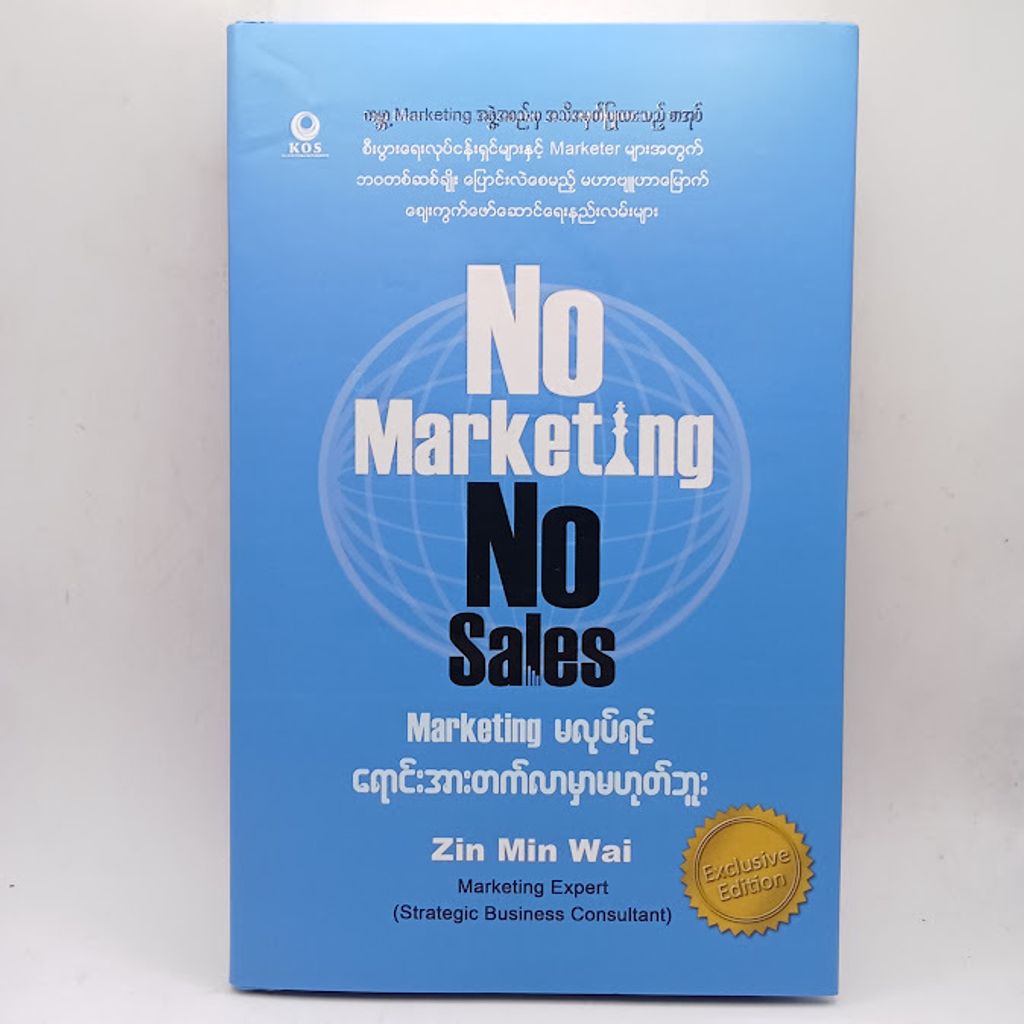 KOS
ကမ္ဘာ့ Marketing အဖွဲ့အစည်းမှ အသိအမှတ်ပြုထားသည့် စာအုပ်
စီးပွားရေးလုပ်ငန်းရှင်များနှင့် Marketer များအတွက်
ဘဝတစ်ဆစ်ချိုး ပြောင်းလဲစေမည့် မဟာဗျူဟာမြောက်
ဈေးကွက်ဖော်ဆောင်ရေးနည်းလမ်းများ
No
Marketing
No
Sales
Marketing မလုပ်ရင်
ရောင်းအားတက်လာမှာမဟုတ်ဘူး
Zin Min Wai
Marketing Expert
(Strategic Business Consultant)
Exclusive
Edition